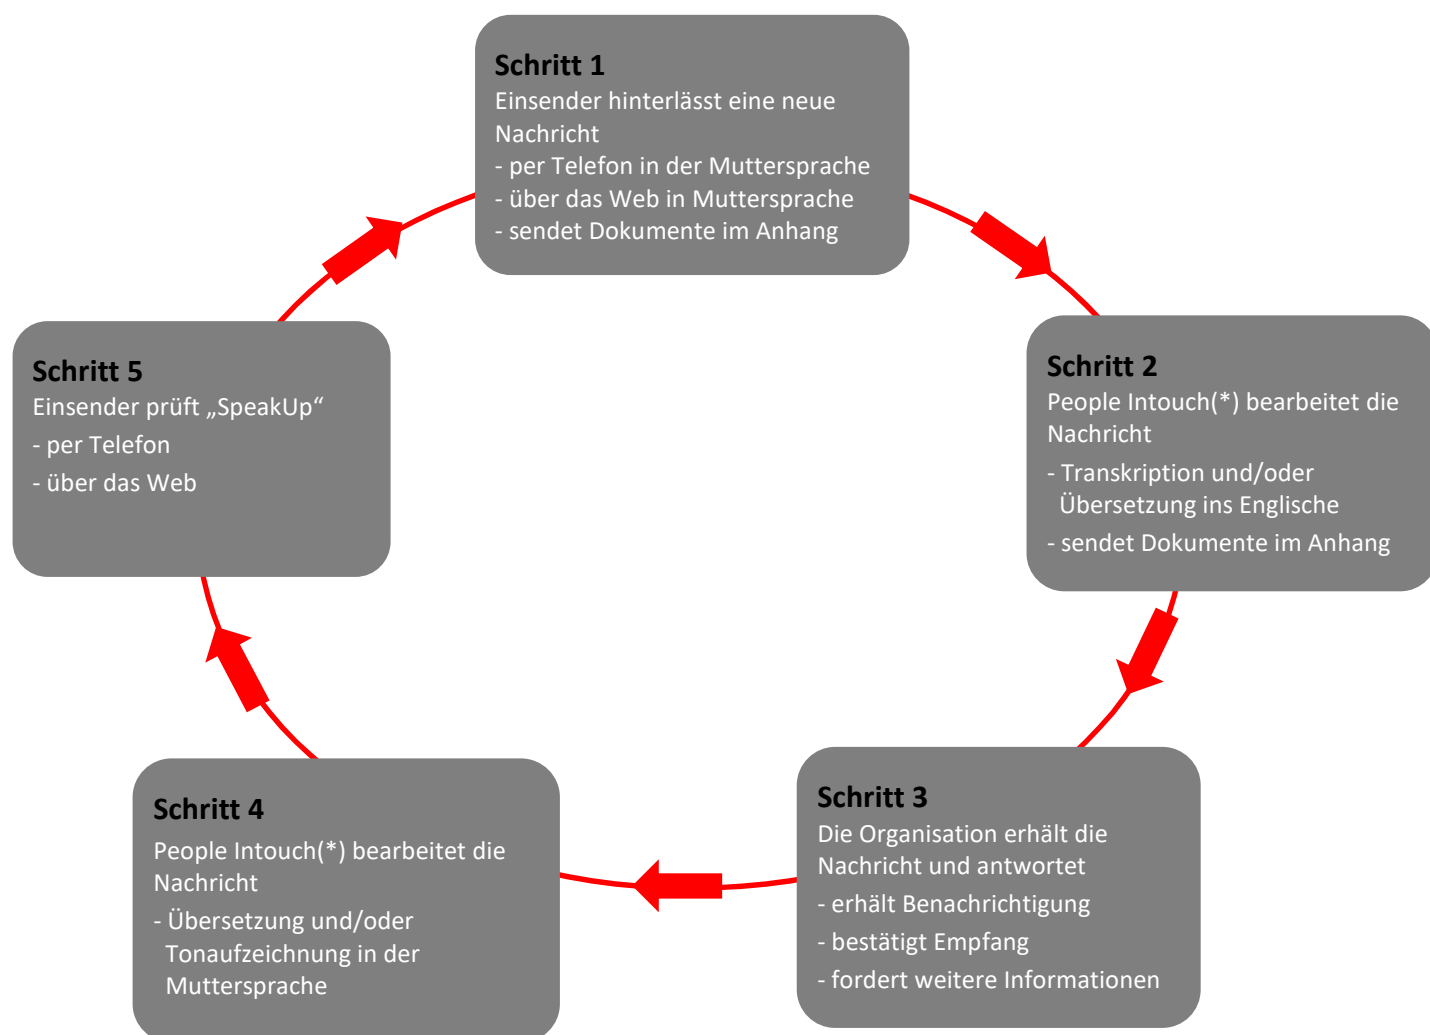 Schritt 1
Einsender hinterlässt eine neue
Nachricht
- per Telefon in der Muttersprache
- über das Web in Muttersprache
- sendet Dokumente im Anhang
Schritt 2
People Intouch(*) bearbeitet die
Nachricht
- Transkription und/oder
Übersetzung ins Englische
- sendet Dokumente im Anhang
Schritt 3
Die Organisation erhält die
Nachricht und antwortet
- erhält Benachrichtigung
- bestätigt Empfang
- fordert weitere Informationen
Schritt 4
People Intouch(*) bearbeitet die
Nachricht
- Übersetzung und/oder
Tonaufzeichnung in der
Muttersprache
Schritt 5
Einsender prüft „SpeakUp“
- per Telefon
- über das Web